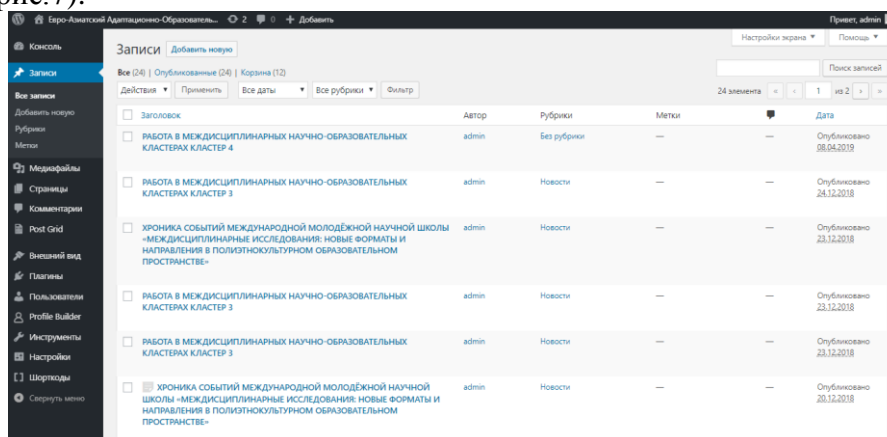 рис.7).
Евро-Азиатский Адаптационно-Образователь... 2 0 + Добавить Привет, admin
Консоль
Записи
Все записи
Добавить новую
Рубрики
Метки
Медиафайлы
Страницы
Комментарии
Post Grid
Внешний вид
Плагины
Пользователи
Profile Builder
Инструменты
Настройки
Шорткоды
Свернуть меню
Настройки экрана ▼ Помощь ▼
Записи Добавить новую
Все (24) | Опубликованные (24) | Корзина (12)
Поиск записей
Действия ▼ Применить Все даты ▼ Все рубрики ▼ Фильтр 24 элемента « ‹ 1 из 2 › »
Заголовок Автор Рубрики Метки Дата
РАБОТА В МЕЖДИСЦИПЛИНАРНЫХ НАУЧНО-ОБРАЗОВАТЕЛЬНЫХ admin Без рубрики — — Опубликовано
КЛАСТЕРАХ КЛАСТЕР 4 08.04.2019
РАБОТА В МЕЖДИСЦИПЛИНАРНЫХ НАУЧНО-ОБРАЗОВАТЕЛЬНЫХ admin Новости — — Опубликовано
КЛАСТЕРАХ КЛАСТЕР 3 24.12.2018
ХРОНИКА СОБЫТИЙ МЕЖДУНАРОДНОЙ МОЛОДЁЖНОЙ НАУЧНОЙ ШКОЛЫ admin Новости — — Опубликовано
«МЕЖДИСЦИПЛИНАРНЫЕ ИССЛЕДОВАНИЯ: НОВЫЕ ФОРМАТЫ И 23.12.2018
НАПРАВЛЕНИЯ В ПОЛИЭТНОКУЛЬТУРНОМ ОБРАЗОВАТЕЛЬНОМ
ПРОСТРАНСТВЕ»
РАБОТА В МЕЖДИСЦИПЛИНАРНЫХ НАУЧНО-ОБРАЗОВАТЕЛЬНЫХ admin Новости — — Опубликовано
КЛАСТЕРАХ КЛАСТЕР 3 23.12.2018
РАБОТА В МЕЖДИСЦИПЛИНАРНЫХ НАУЧНО-ОБРАЗОВАТЕЛЬНЫХ admin Новости — — Опубликовано
КЛАСТЕРАХ КЛАСТЕР 3 23.12.2018
ХРОНИКА СОБЫТИЙ МЕЖДУНАРОДНОЙ МОЛОДЁЖНОЙ НАУЧНОЙ admin Новости — — Опубликовано
ШКОЛЫ «МЕЖДИСЦИПЛИНАРНЫЕ ИССЛЕДОВАНИЯ: НОВЫЕ ФОРМАТЫ И 20.12.2018
НАПРАВЛЕНИЯ В ПОЛИЭТНОКУЛЬТУРНОМ ОБРАЗОВАТЕЛЬНОМ
ПРОСТРАНСТВЕ»